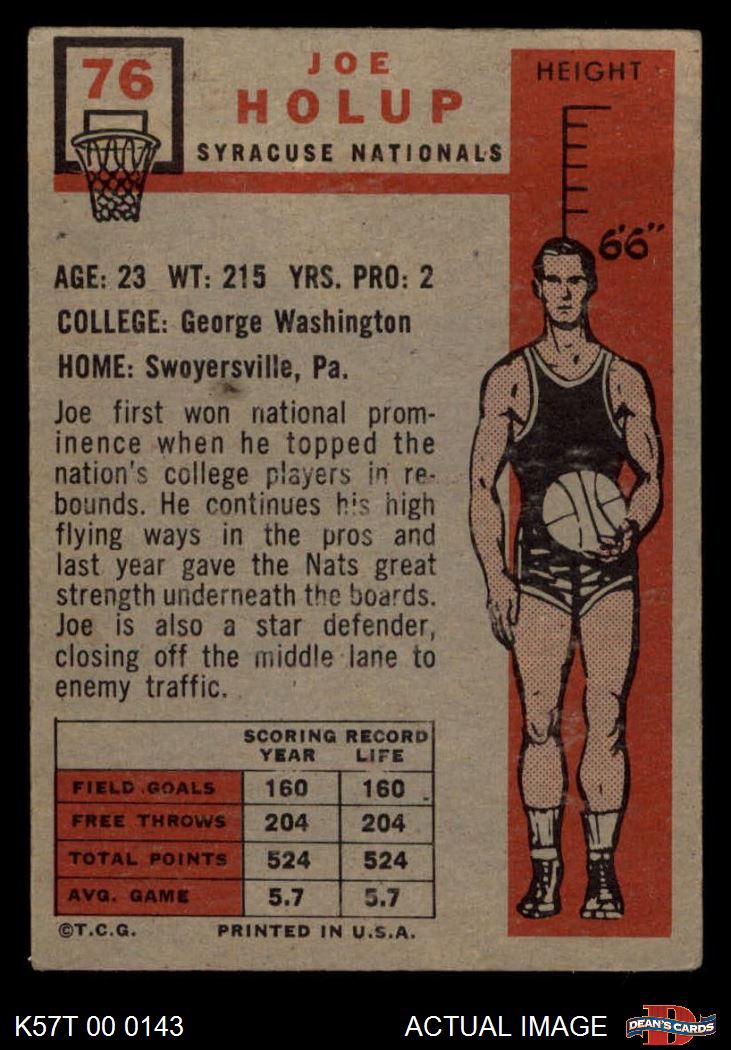 76
JOE
HOLUP
SYRACUSE NATIONALS
HEIGHT
6'6"
AGE: 23 WT: 215 YRS. PRO: 2
COLLEGE: George Washington
HOME: Swoyersville, Pa.
Joe first won national prom-
inence when he topped the
nation's college players in re-
bounds. He continues his high
flying ways in the pros and
last year gave the Nats great
strength underneath the boards.
Joe is also a star defender,
closing off the middle lane to
enemy traffic.
SCORING RECORD
YEAR LIFE
FIELD GOALS 160 160
FREE THROWS 204 204
TOTAL POINTS 524 524
AVG. GAME 5.7 5.7
©T.C.G. PRINTED IN U.S.A.
K57T 00 0143 ACTUAL IMAGE D DEAN'S CARDS